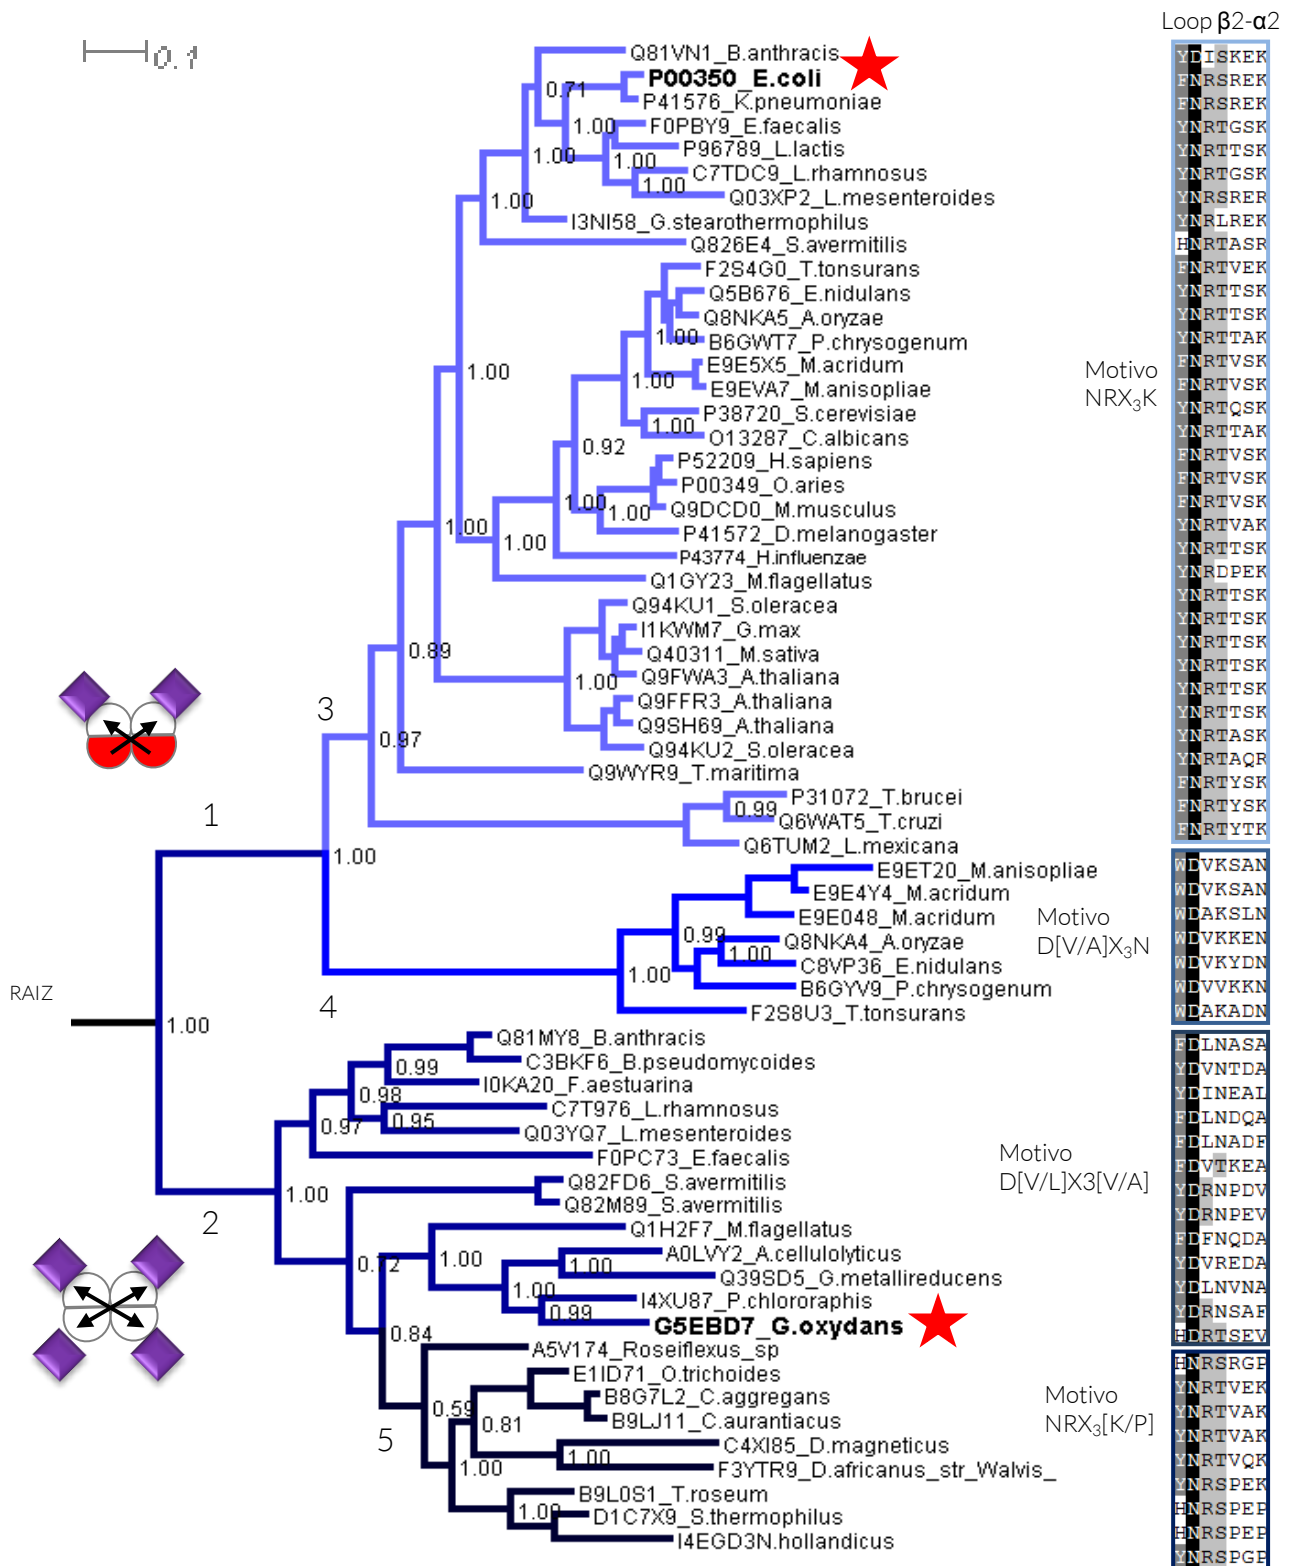 Loop β2-α2
0.1
Q81VN1_B.anthracis
P00350_E.coli
P41576_K.pneumoniae
F0PBY9_E.faecalis
P96789_L.lactis
C7TDC9_L.rhamnosus
Q03XP2_L.mesenteroides
I3NI58_G.stearothermophilus
Q826E4_S.avermitilis
F2S4G0_T.tonsurans
Q5B676_E.nidulans
Q8NKA5_A.oryzae
B6GWT7_P.chrysogenum
E9E5X5_M.acridum
E9EVA7_M.anisopliae
P38720_S.cerevisiae
O13287_C.albicans
P52209_H.sapiens
P00349_O.aries
Q9DCD0_M.musculus
P41572_D.melanogaster
P43774_H.influenzae
Q1GY23_M.flagellatus
Q94KU1_S.oleracea
I1KWM7_G.max
Q40311_M.sativa
Q9FWA3_A.thaliana
Q9FFR3_A.thaliana
Q9SH69_A.thaliana
Q94KU2_S.oleracea
Q9WYR9_T.maritima
P31072_T.brucei
Q6WAT5_T.cruzi
Q6TUM2_L.mexicana
E9ET20_M.anisopliae
E9E4Y4_M.acridum
E9E048_M.acridum
Q8NKA4_A.oryzae
C8VP36_E.nidulans
B6GYV9_P.chrysogenum
F2S8U3_T.tonsurans
Q81MY8_B.anthracis
C3BKF6_B.pseudomycoides
I0KA20_F.aestuarina
C7T976_L.rhamnosus
Q03YQ7_L.mesenteroides
F0PC73_E.faecalis
Q82FD6_S.avermitilis
Q82M89_S.avermitilis
Q1H2F7_M.flagellatus
A0LVY2_A.cellulolyticus
Q39SD5_G.metallireducens
I4XU87_P.chlororaphis
G5EBD7_G.oxydans
A5V174_Roseiflexus_sp
E1ID71_O.trichoides
B8G7L2_C.aggregans
B9LJ11_C.aurantiacus
C4XI85_D.magneticus
F3YTR9_D.africanus_str_Walvis_
B9L0S1_T.roseum
D1C7X9_S.thermophilus
I4EGD3N.hollandicus
0.71
1.00
1.00
1.00
1.00
1.00
1.00
1.00
1.00
1.00
0.92
1.00
1.00
1.00
1.00
0.89
1.00
0.97
0.99
1.00
0.99
1.00
1.00
1.00
0.99
0.98
0.95
0.97
1.00
0.72
1.00
1.00
1.00
0.99
0.84
0.59
0.81
1.00
1.00
1.00
RAIZ
1
2
3
4
5
Motivo
NRX3K
Motivo
D[V/A]X3N
Motivo
D[V/L]X3[V/A]
Motivo
NRX3[K/P]
YDISKEK
FNRSREK
FNRSREK
YNRTGSK
YNRTTSK
YNRTGSK
YNRSRER
YNRLREK
HNRTASR
FNRTVEK
YNRTTSK
YNRTTSK
YNRTTAK
FNRTVSK
FNRTVSK
YNRTQSK
YNRTTAK
FNRTVSK
FNRTVSK
FNRTVSK
YNRTVAK
YNRTTSK
YNRDPEK
YNRTTSK
YNRTTSK
YNRTTSK
YNRTTSK
YNRTTSK
YNRTTSK
YNRTASK
YNRTAQR
FNRTYSK
FNRTYSK
FNRTYTK
WDVKSAN
WDVKSAN
WDAKSLN
WDVKKEN
WDVKYDN
WDVVKKN
WDAKADN
FDLNASA
YDVNTDA
YDINEAL
FDLNDQA
FDLNADF
FDVTKEA
YDRNPDV
YDRNPEV
FDFNQDA
YDVREDA
YDLNVNA
YDRNSAF
HDRTSEV
HNRSRGP
YNRTVEK
YNRTVAK
YNRTVAK
YNRTVQK
YNRSPEK
HNRSPEP
HNRSPEP
YNRSPGP